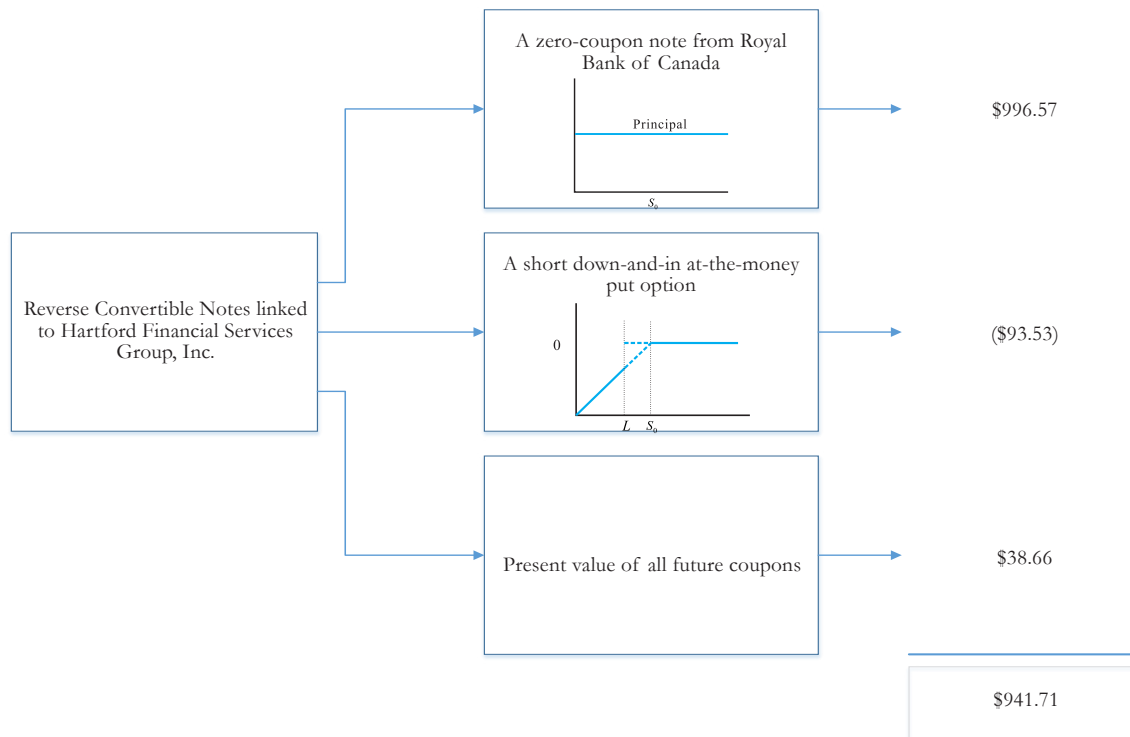 A zero-coupon note from Royal
Bank of Canada
Principal
S₀
$996.57
Reverse Convertible Notes linked
to Hartford Financial Services
Group, Inc.
A short down-and-in at-the-money
put option
0
L S₀
($93.53)
Present value of all future coupons
$38.66
$941.71